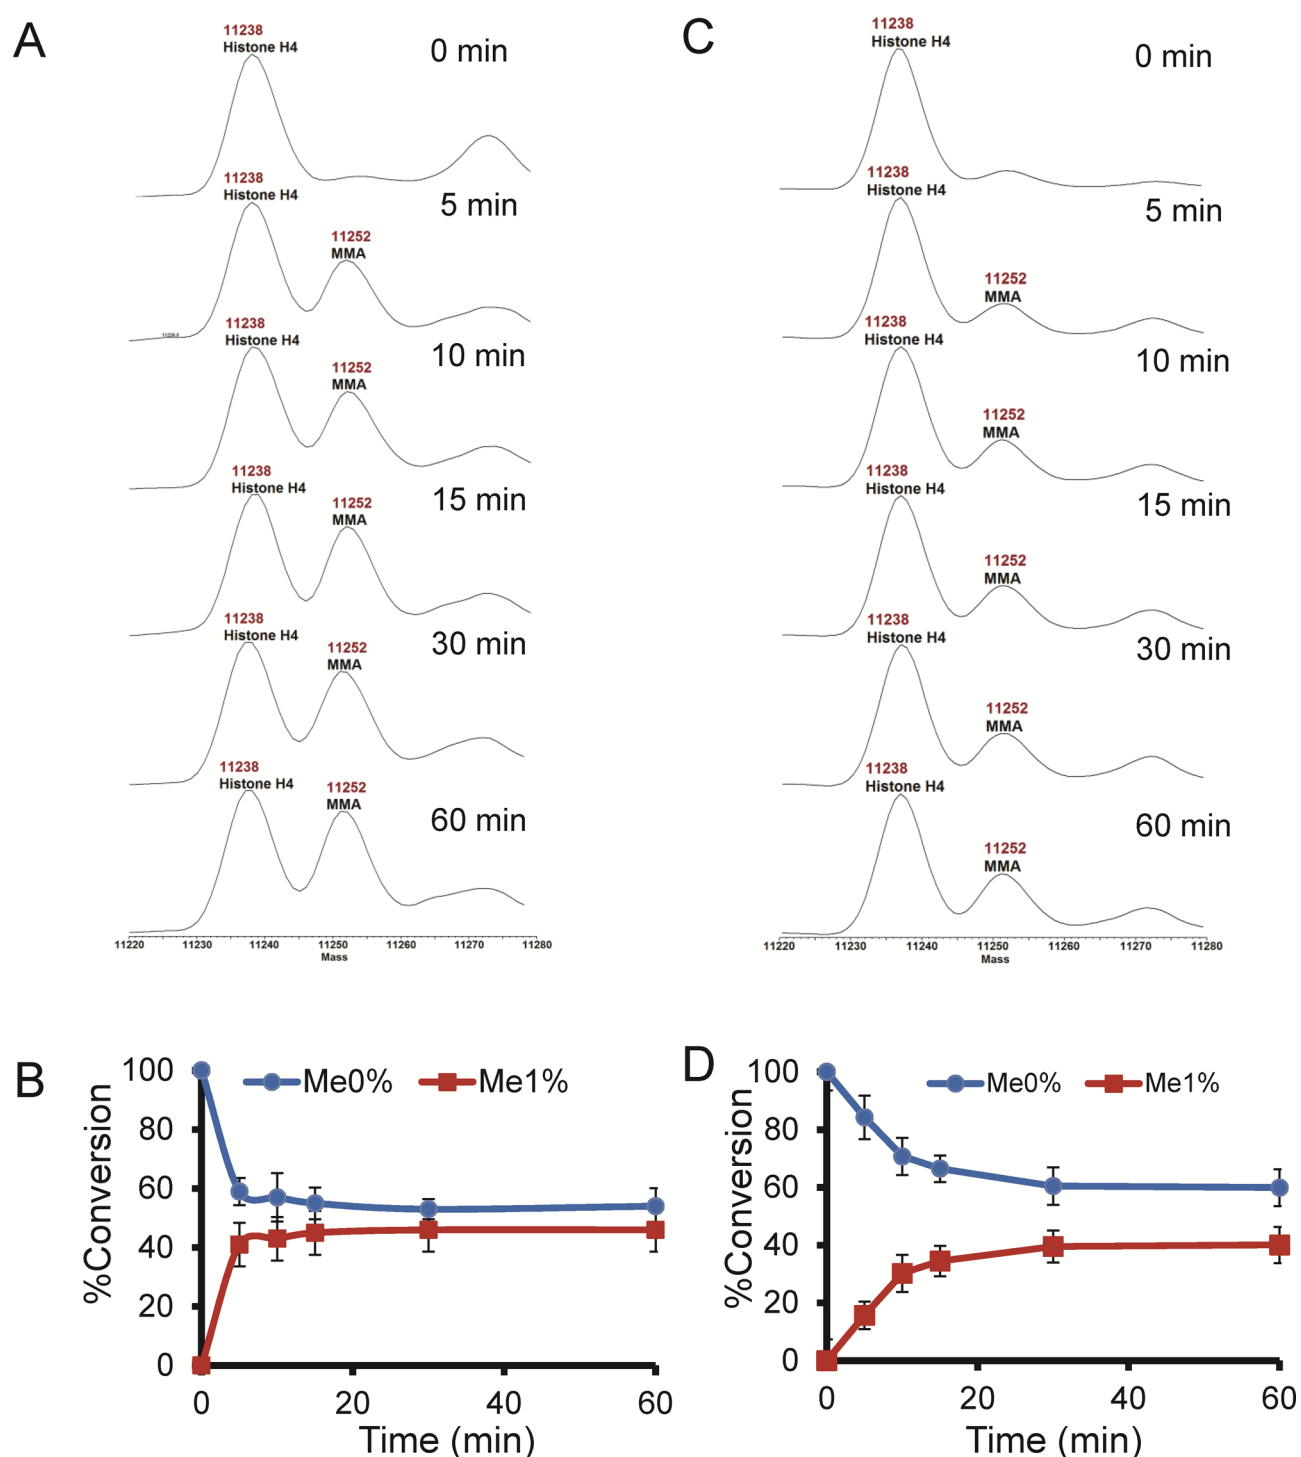 A
11238
Histone H4
0 min
11238
Histone H4
5 min
11252
MMA
11238
Histone H4
10 min
11252
MMA
11238
Histone H4
15 min
11252
MMA
11238
Histone H4
30 min
11252
MMA
11238
Histone H4
60 min
11252
MMA
11220 11230 11240 11250 11260 11270 11280
Mass
C
11238
Histone H4
0 min
11238
Histone H4
5 min
11252
MMA
11238
Histone H4
10 min
11252
MMA
11238
Histone H4
15 min
11252
MMA
11238
Histone H4
30 min
11252
MMA
11238
Histone H4
60 min
11252
MMA
11220 11230 11240 11250 11260 11270 11280
Mass
B
%Conversion
Me0% Me1%
100
80
60
40
20
0
0 20 40 60
Time (min)
D
%Conversion
Me0% Me1%
100
80
60
40
20
0
0 20 40 60
Time (min)